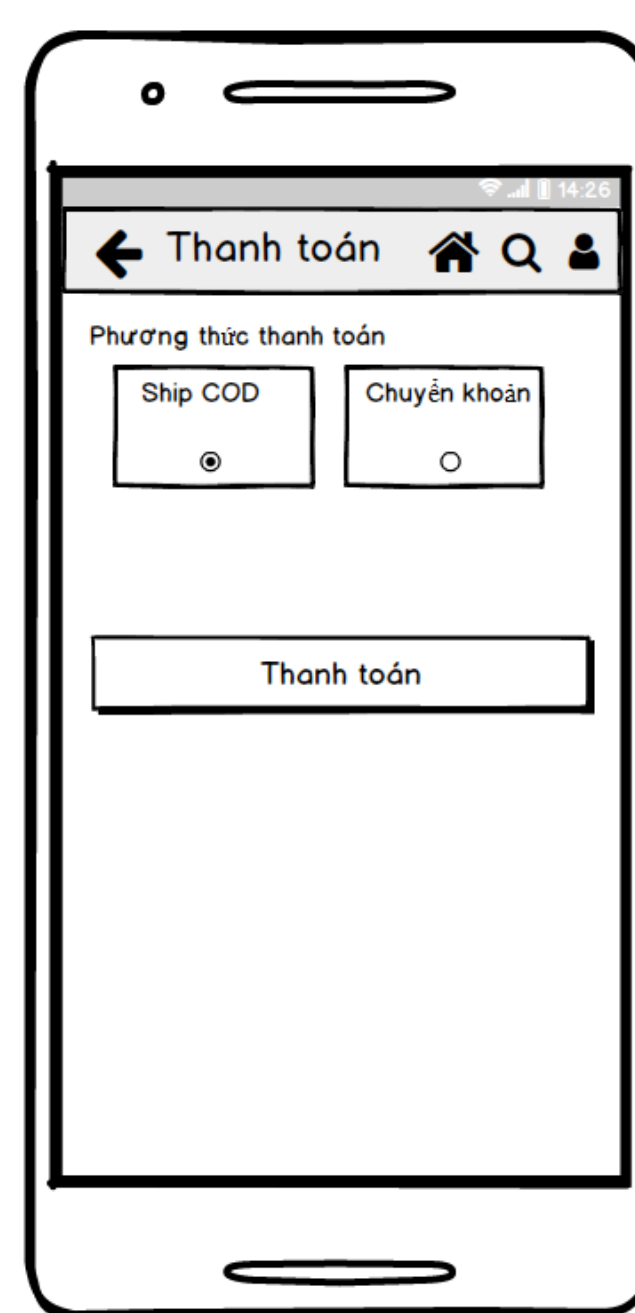 14:26
Thanh toán
Phương thức thanh toán
Ship COD
Chuyển khoản
Thanh toán